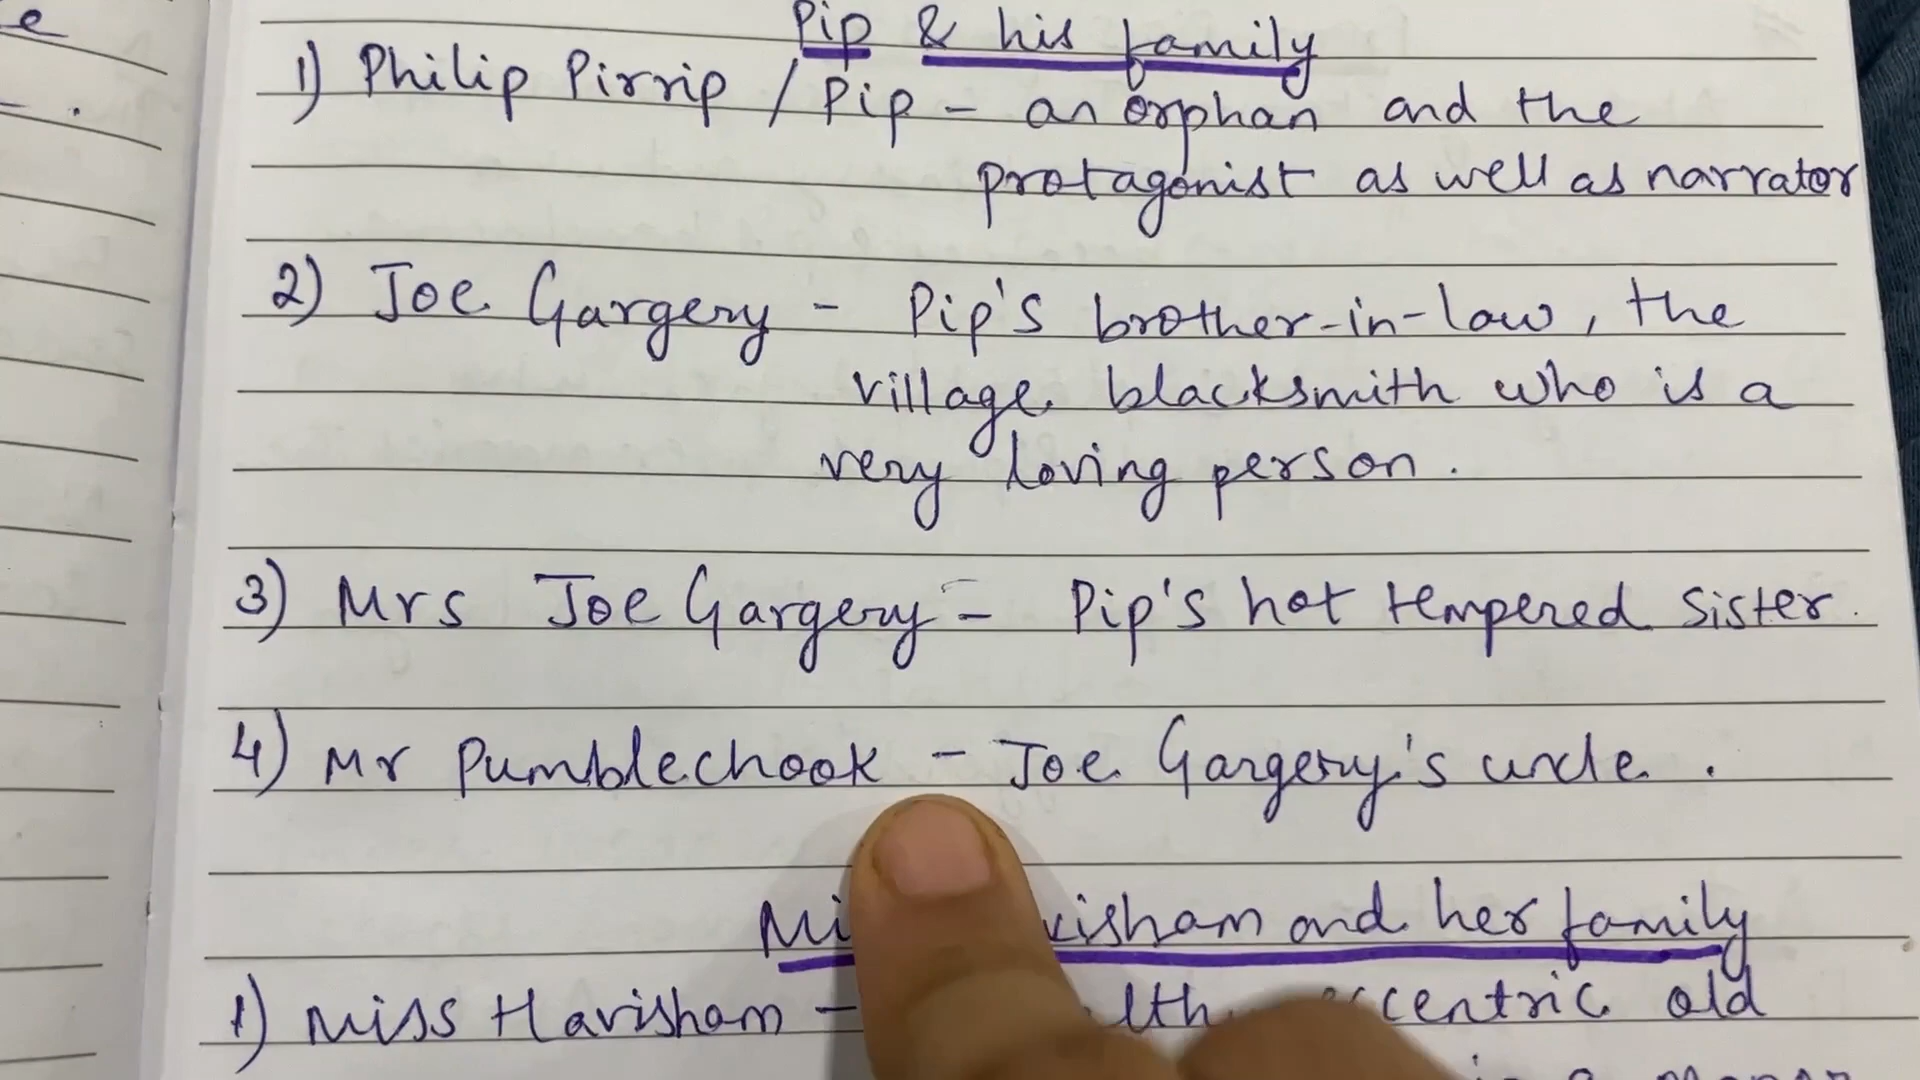 e
Pip & his family
1) Philip Pirrip / Pip - an orphan and the
protagonist as well as narrator
2) Joe Gargery - Pip's brother-in-law, the
village blacksmith who is a
very loving person.
3) Mrs Joe Gargery - Pip's hot tempered sister.
4) Mr Pumblechook - Joe Gargery's uncle.
and her family
1) Miss Havisham - old